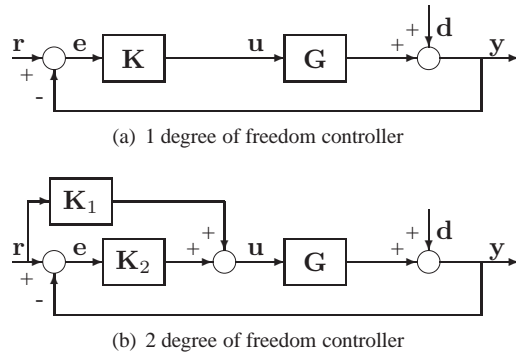 d
r e K u G + + y
+
-
(a) 1 degree of freedom controller
K₁
d
r e K₂ + + u G + + y
+
-
(b) 2 degree of freedom controller